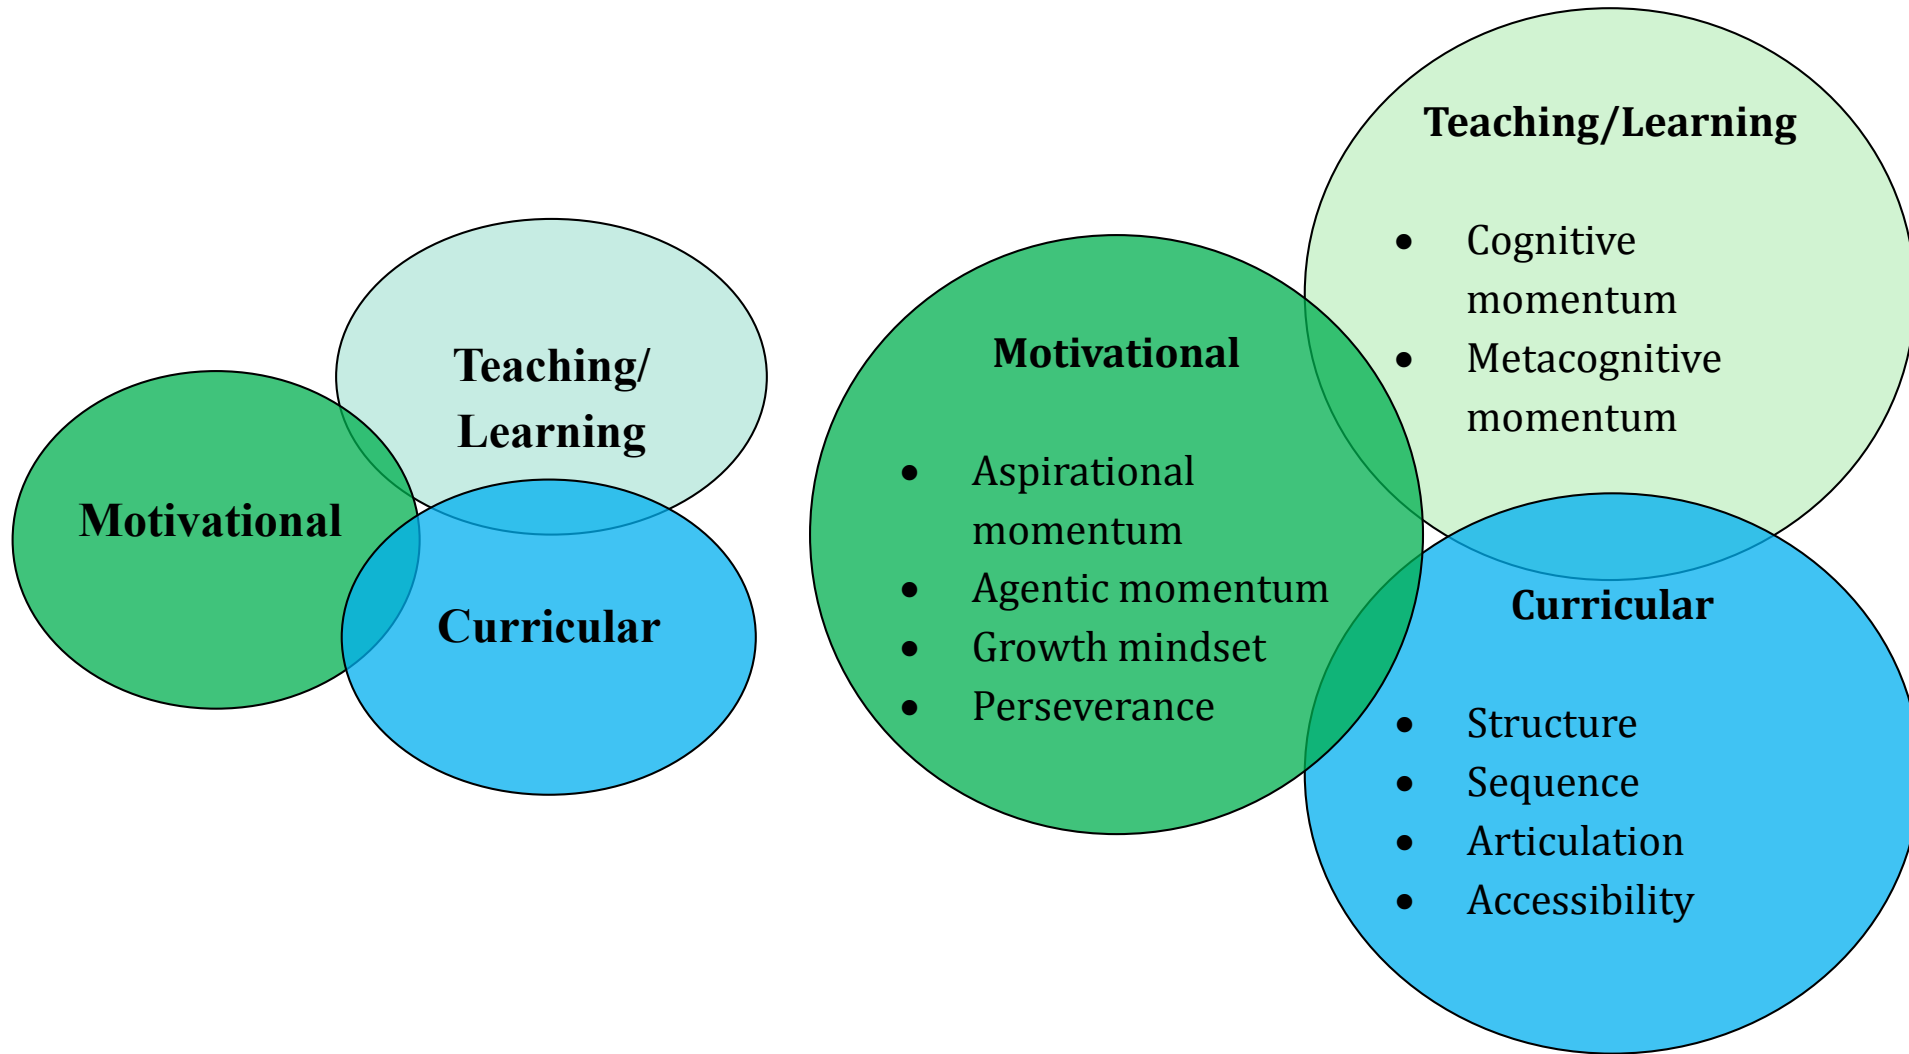 Teaching/
Learning
Motivational
Curricular
Motivational
• Aspirational
momentum
• Agentic momentum
• Growth mindset
• Perseverance
Teaching/Learning
• Cognitive
momentum
• Metacognitive
momentum
Curricular
• Structure
• Sequence
• Articulation
• Accessibility